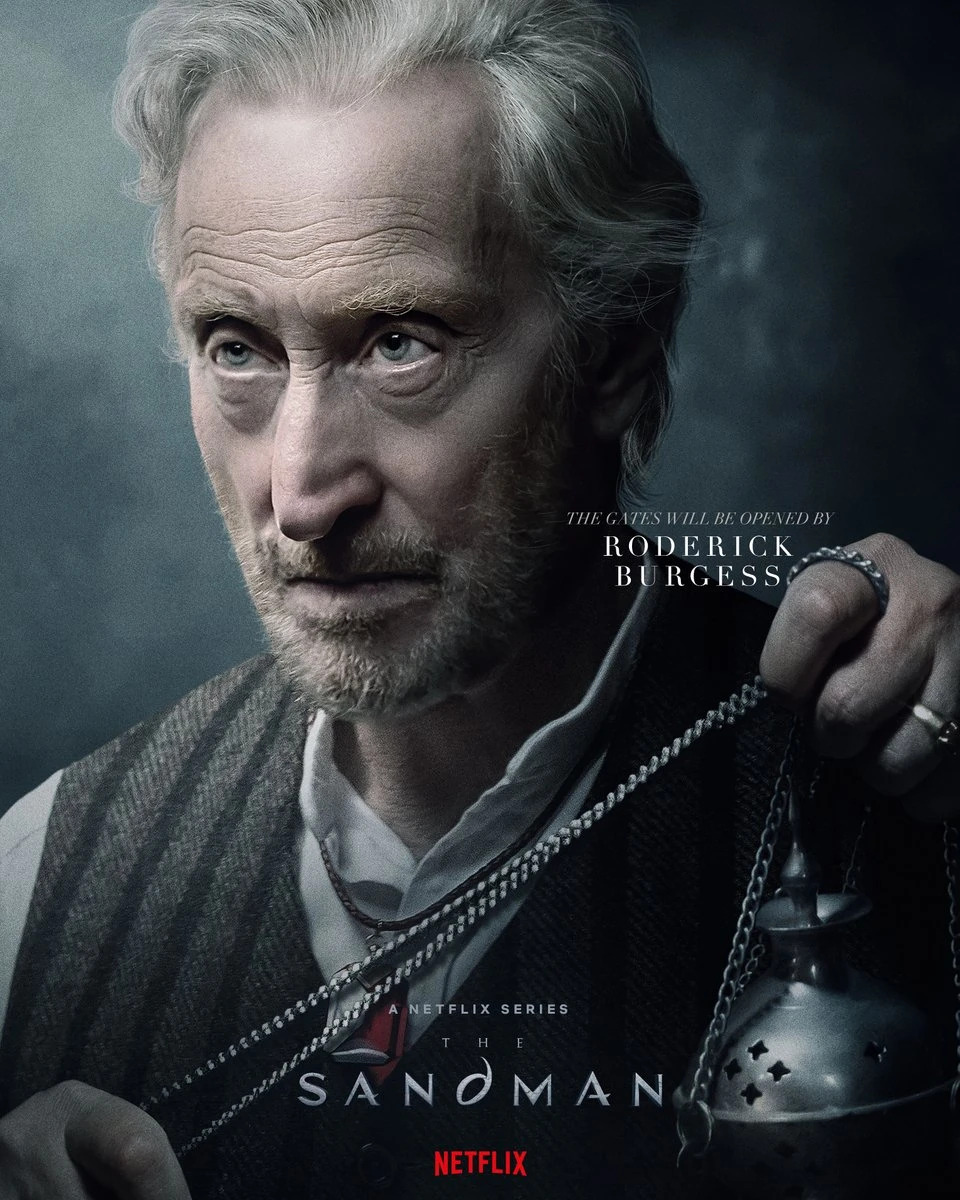 THE GATES WILL BE OPENED BY
RODERICK
BURGESS
A NETFLIX SERIES
THE
SANDMAN
NETFLIX